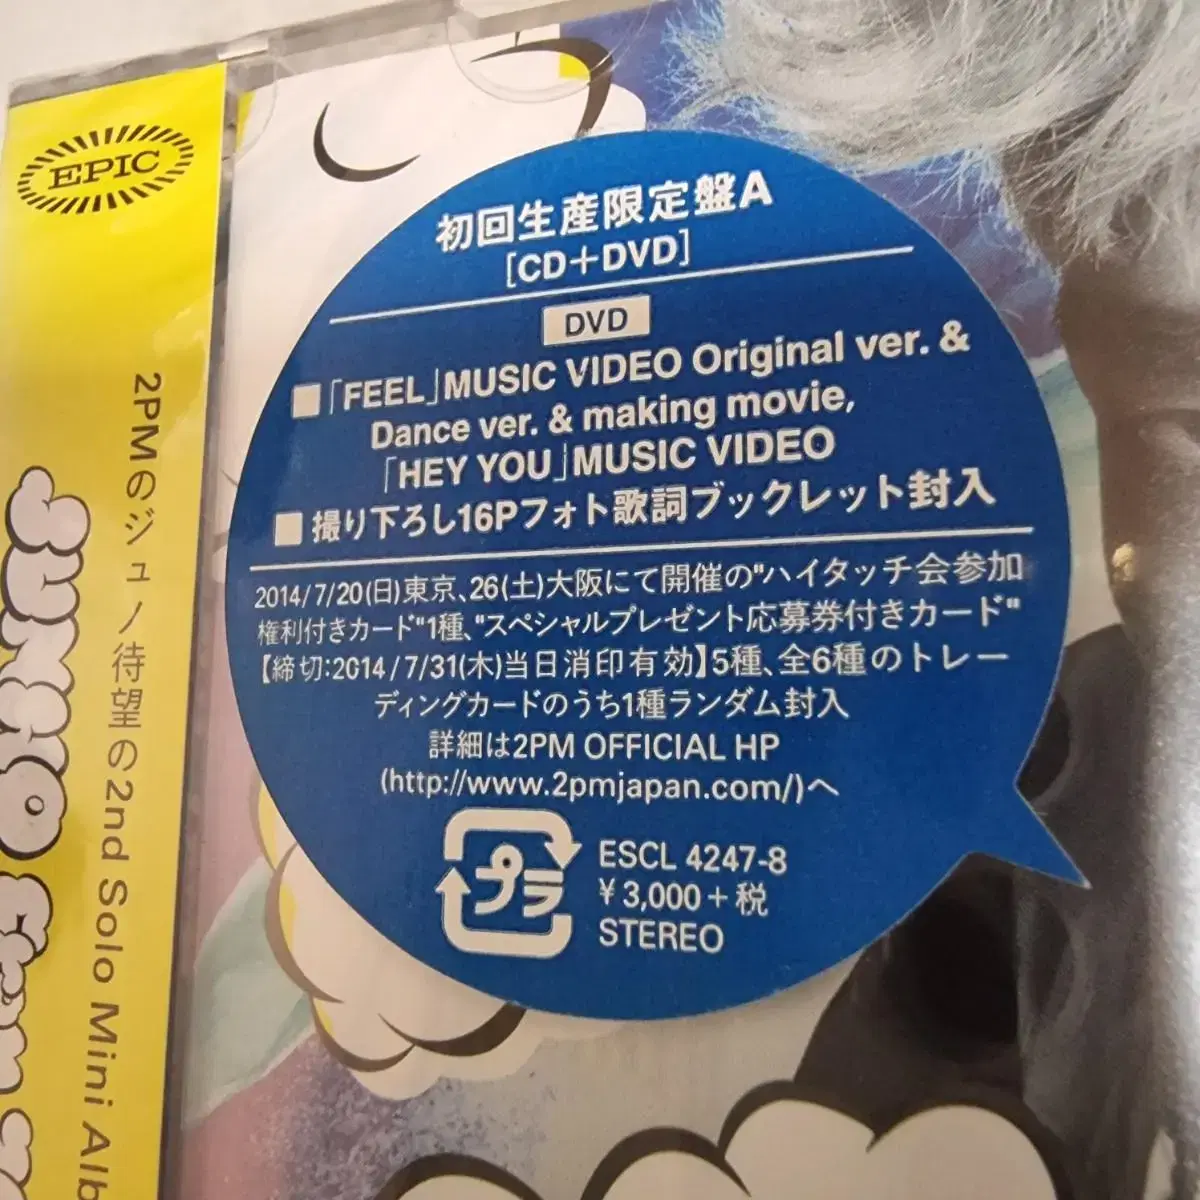 EPIC
2PMのジュノ待望の2nd Solo Mini Alb
JUNHO
初回生産限定盤A
[CD+DVD]
DVD
■「FEEL」MUSIC VIDEO Original ver. &
Dance ver. & making movie,
「HEY YOU」MUSIC VIDEO
■ 撮り下ろし16Pフォト歌詞ブックレット封入
2014/7/20(日)東京、26(土)大阪にて開催の"ハイタッチ会参加
権利付きカード"1種、"スペシャルプレゼント応募券付きカード"
【締切:2014/7/31(木)当日消印有効】5種、全6種のトレー
ディングカードのうち1種ランダム封入
詳細は2PM OFFICIAL HP
(http://www.2pmjapan.com/)へ
プラ
ESCL 4247-8
¥3,000+税
STEREO